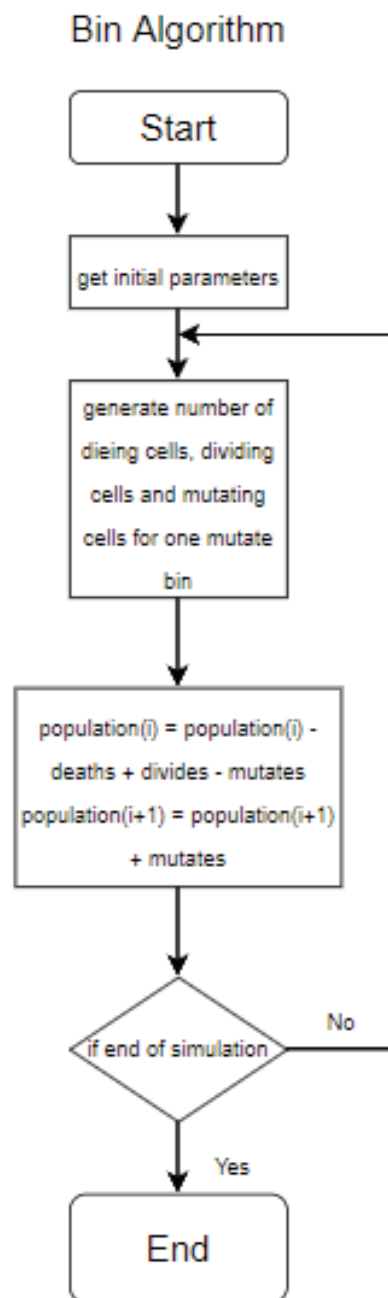 Bin Algorithm
Start
get initial parameters
generate number of
dieing cells, dividing
cells and mutating
cells for one mutate
bin
population(i) = population(i) -
deaths + divides - mutates
population(i+1) = population(i+1)
+ mutates
if end of simulation
No
Yes
End